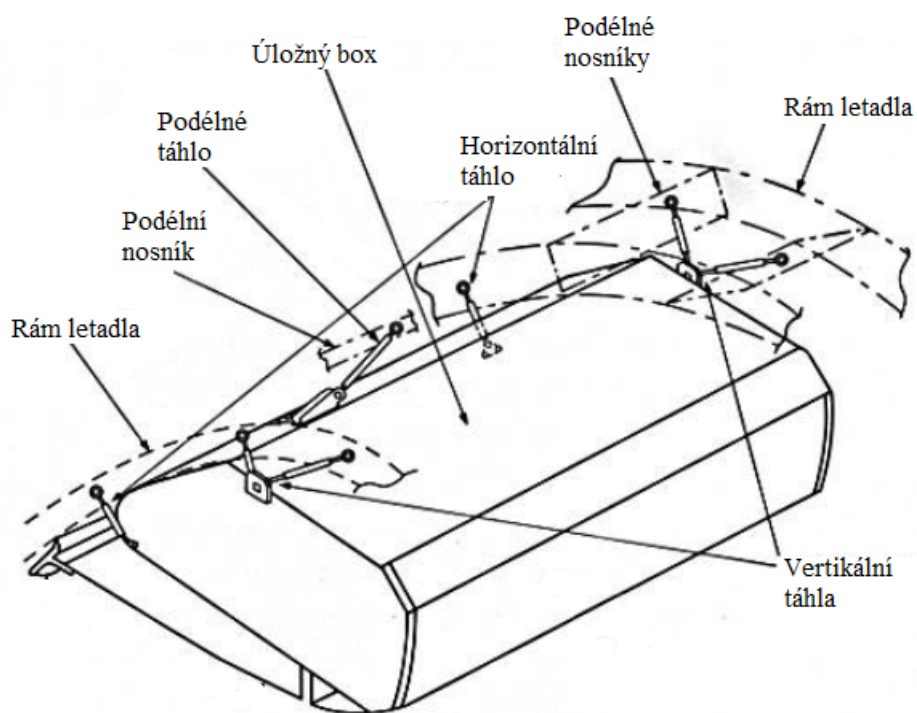 Podélné
nosníky
Úložný box
Rám letadla
Podélné
táhlo
Horizontální
táhlo
Podélní
nosník
Rám letadla
Vertikální
táhla